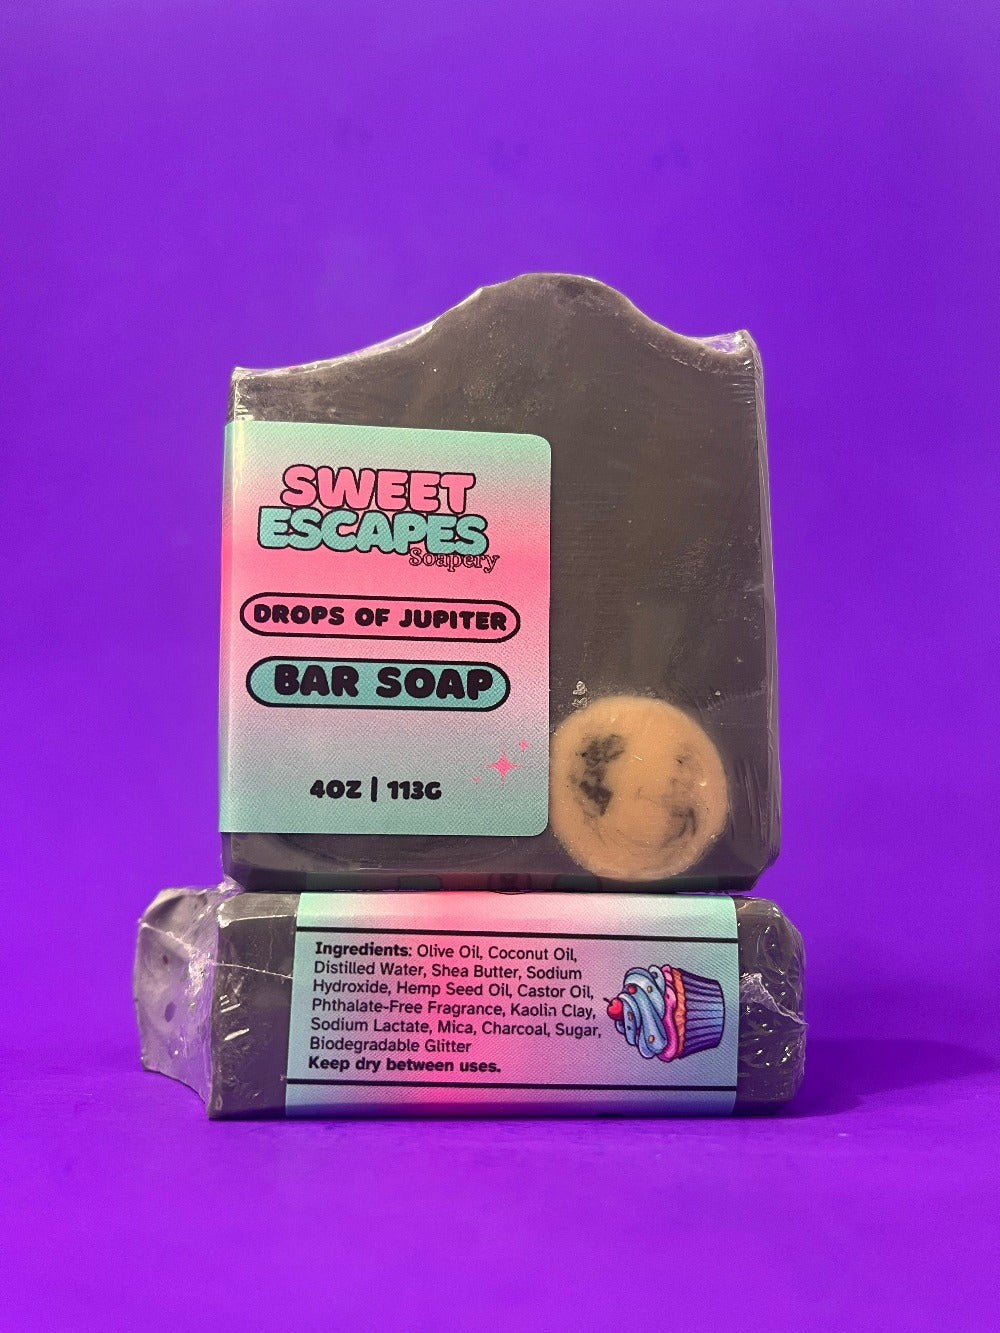 SWEET
ESCAPES
Soapery
DROPS OF JUPITER
BAR SOAP
4OZ | 113G
Ingredients: Olive Oil, Coconut Oil,
Distilled Water, Shea Butter, Sodium
Hydroxide, Hemp Seed Oil, Castor Oil,
Phthalate-Free Fragrance, Kaolin Clay,
Sodium Lactate, Mica, Charcoal, Sugar,
Biodegradable Glitter
Keep dry between uses.